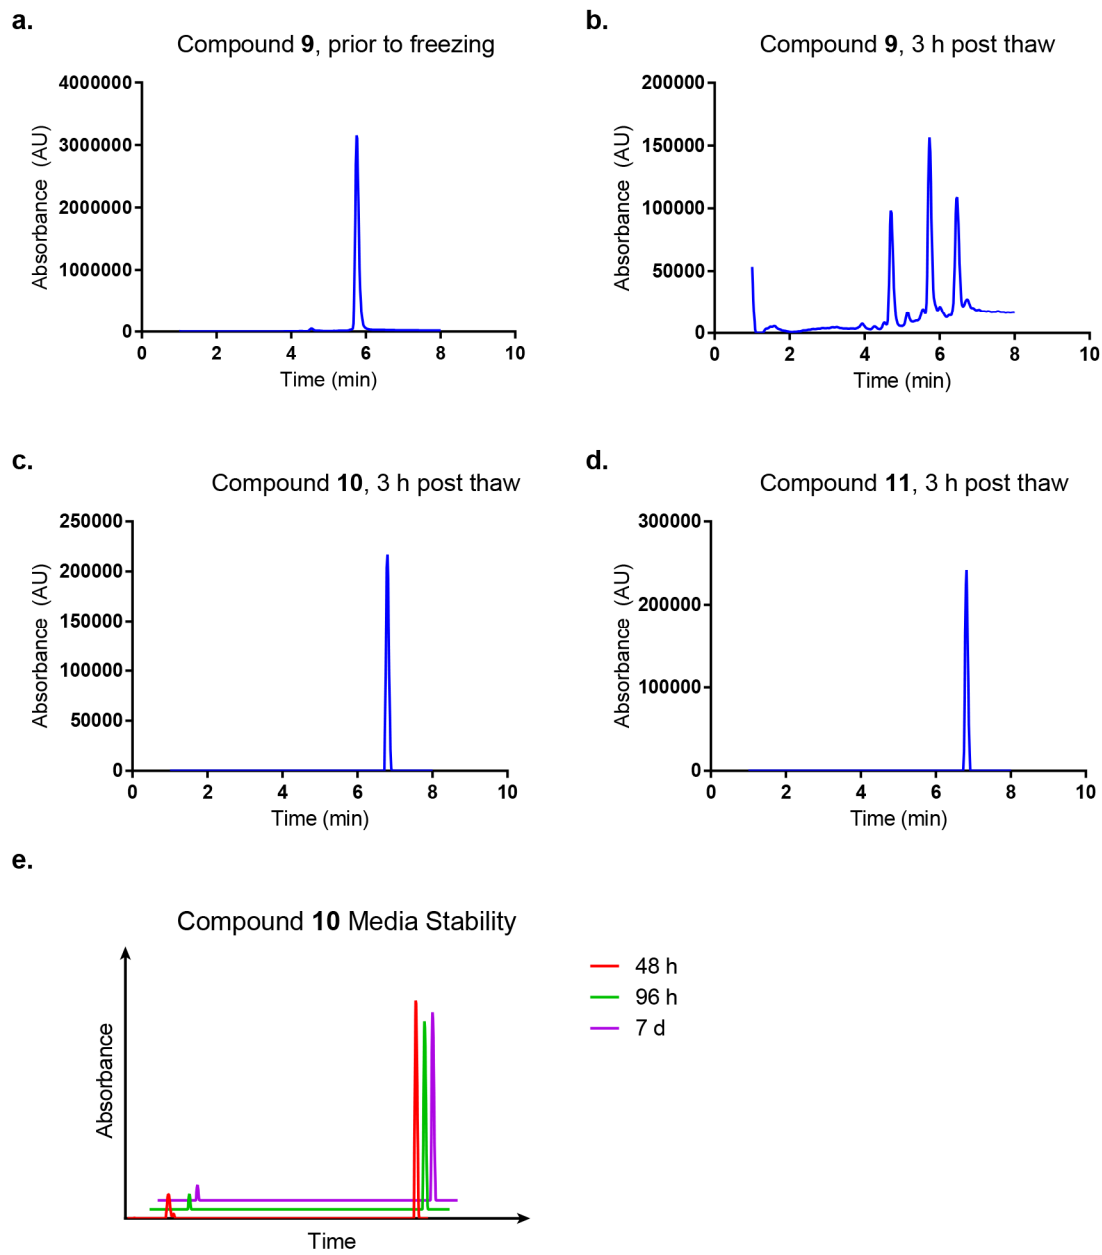 a.
Compound 9, prior to freezing
4000000
3000000
2000000
1000000
0
0 2 4 6 8 10
Absorbance (AU)
Time (min)
b.
Compound 9, 3 h post thaw
200000
150000
100000
50000
0
0 2 4 6 8 10
Absorbance (AU)
Time (min)
c.
Compound 10, 3 h post thaw
250000
200000
150000
100000
50000
0
0 2 4 6 8 10
Absorbance (AU)
Time (min)
d.
Compound 11, 3 h post thaw
300000
200000
100000
0
0 2 4 6 8 10
Absorbance (AU)
Time (min)
e.
Compound 10 Media Stability
Absorbance
Time
48 h
96 h
7 d